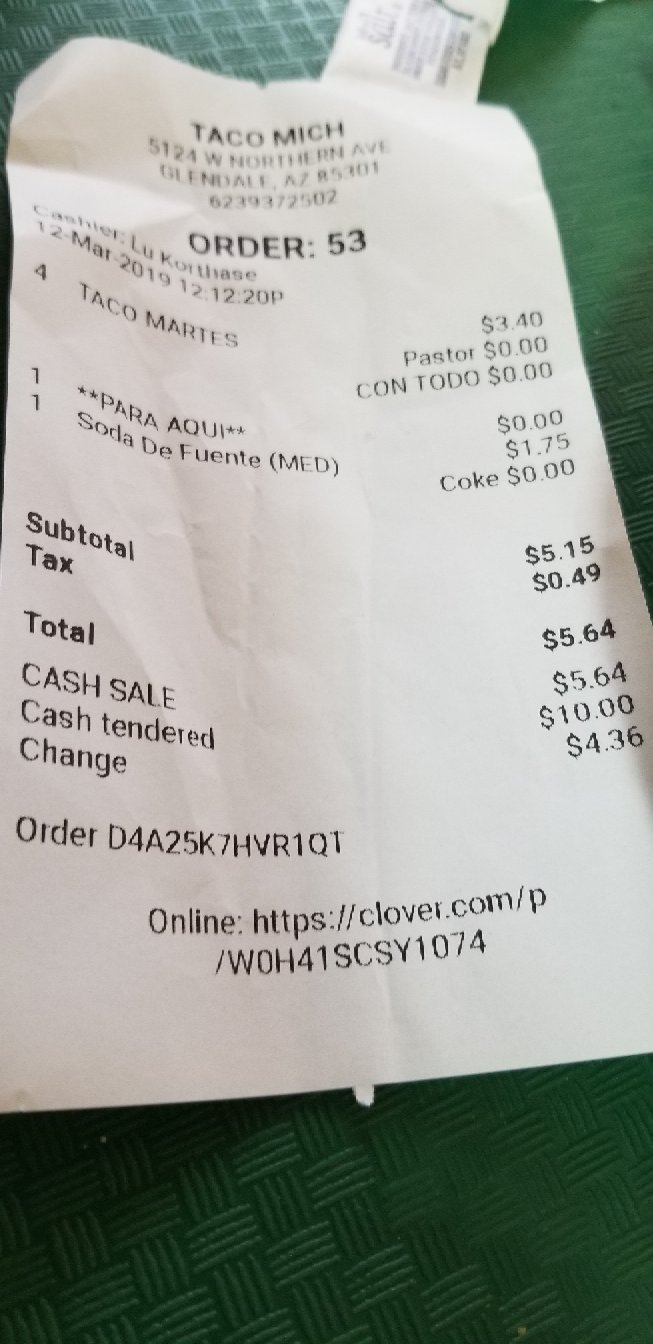 TACO MICH
5124 W NORTHERN AVE
GLENDALE, AZ 85301
6239372502
ORDER: 53
Cashier: Lu Korthase
12-Mar-2019 12:12:20P
4 TACO MARTES $3.40
Pastor $0.00
CON TODO $0.00
1 **PARA AQUI** $0.00
1 Soda De Fuente (MED) $1.75
Coke $0.00
Subtotal $5.15
Tax $0.49
Total $5.64
CASH SALE $5.64
Cash tendered $10.00
Change $4.36
Order D4A25K7HVR1QT
Online: https://clover.com/p
/W0H41SCSY1074